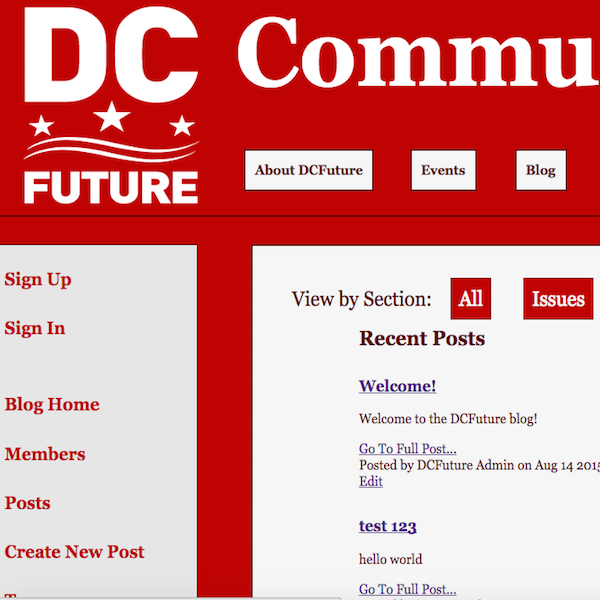 DC
FUTURE
Commu
About DCFuture
Events
Blog
Sign Up
Sign In
Blog Home
Members
Posts
Create New Post
View by Section:
All
Issues
Recent Posts
Welcome!
Welcome to the DCFuture blog!
Go To Full Post...
Posted by DCFuture Admin on Aug 14 2015
Edit
test 123
hello world
Go To Full Post...